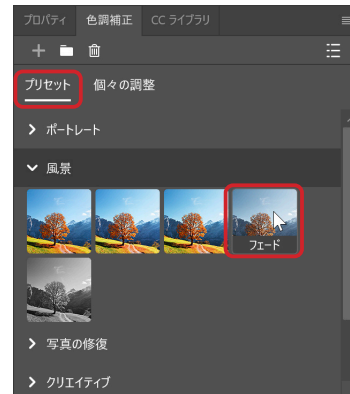 プロパティ 色調補正 CC ライブラリ
プリセット 個々の調整
ポートレート
風景
フェード
写真の修復
クリエイティブ